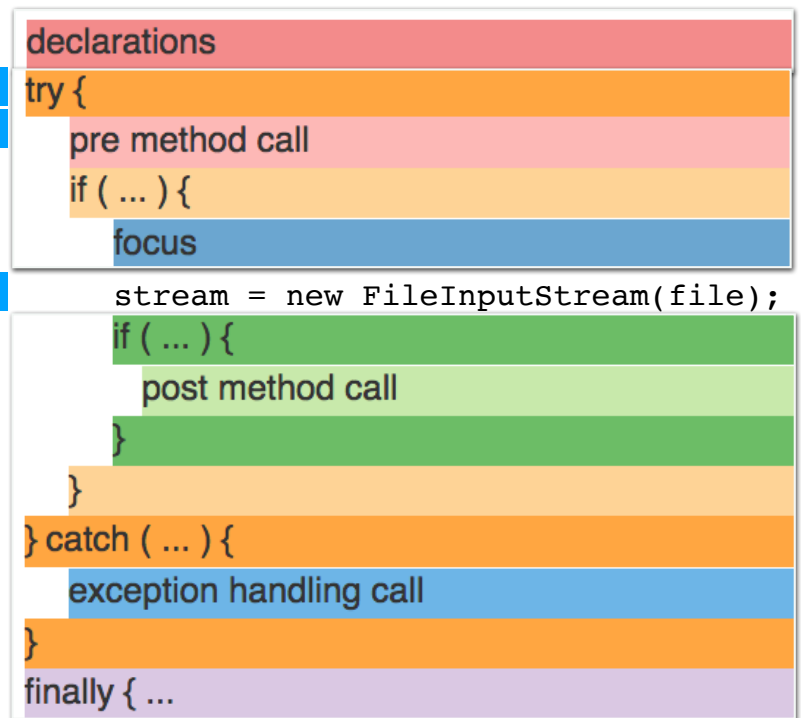 declarations
try {
pre method call
if ( ... ) {
focus
stream = new FileInputStream(file);
if ( ... ) {
post method call
}
}
} catch ( ... ) {
exception handling call
}
finally { ...